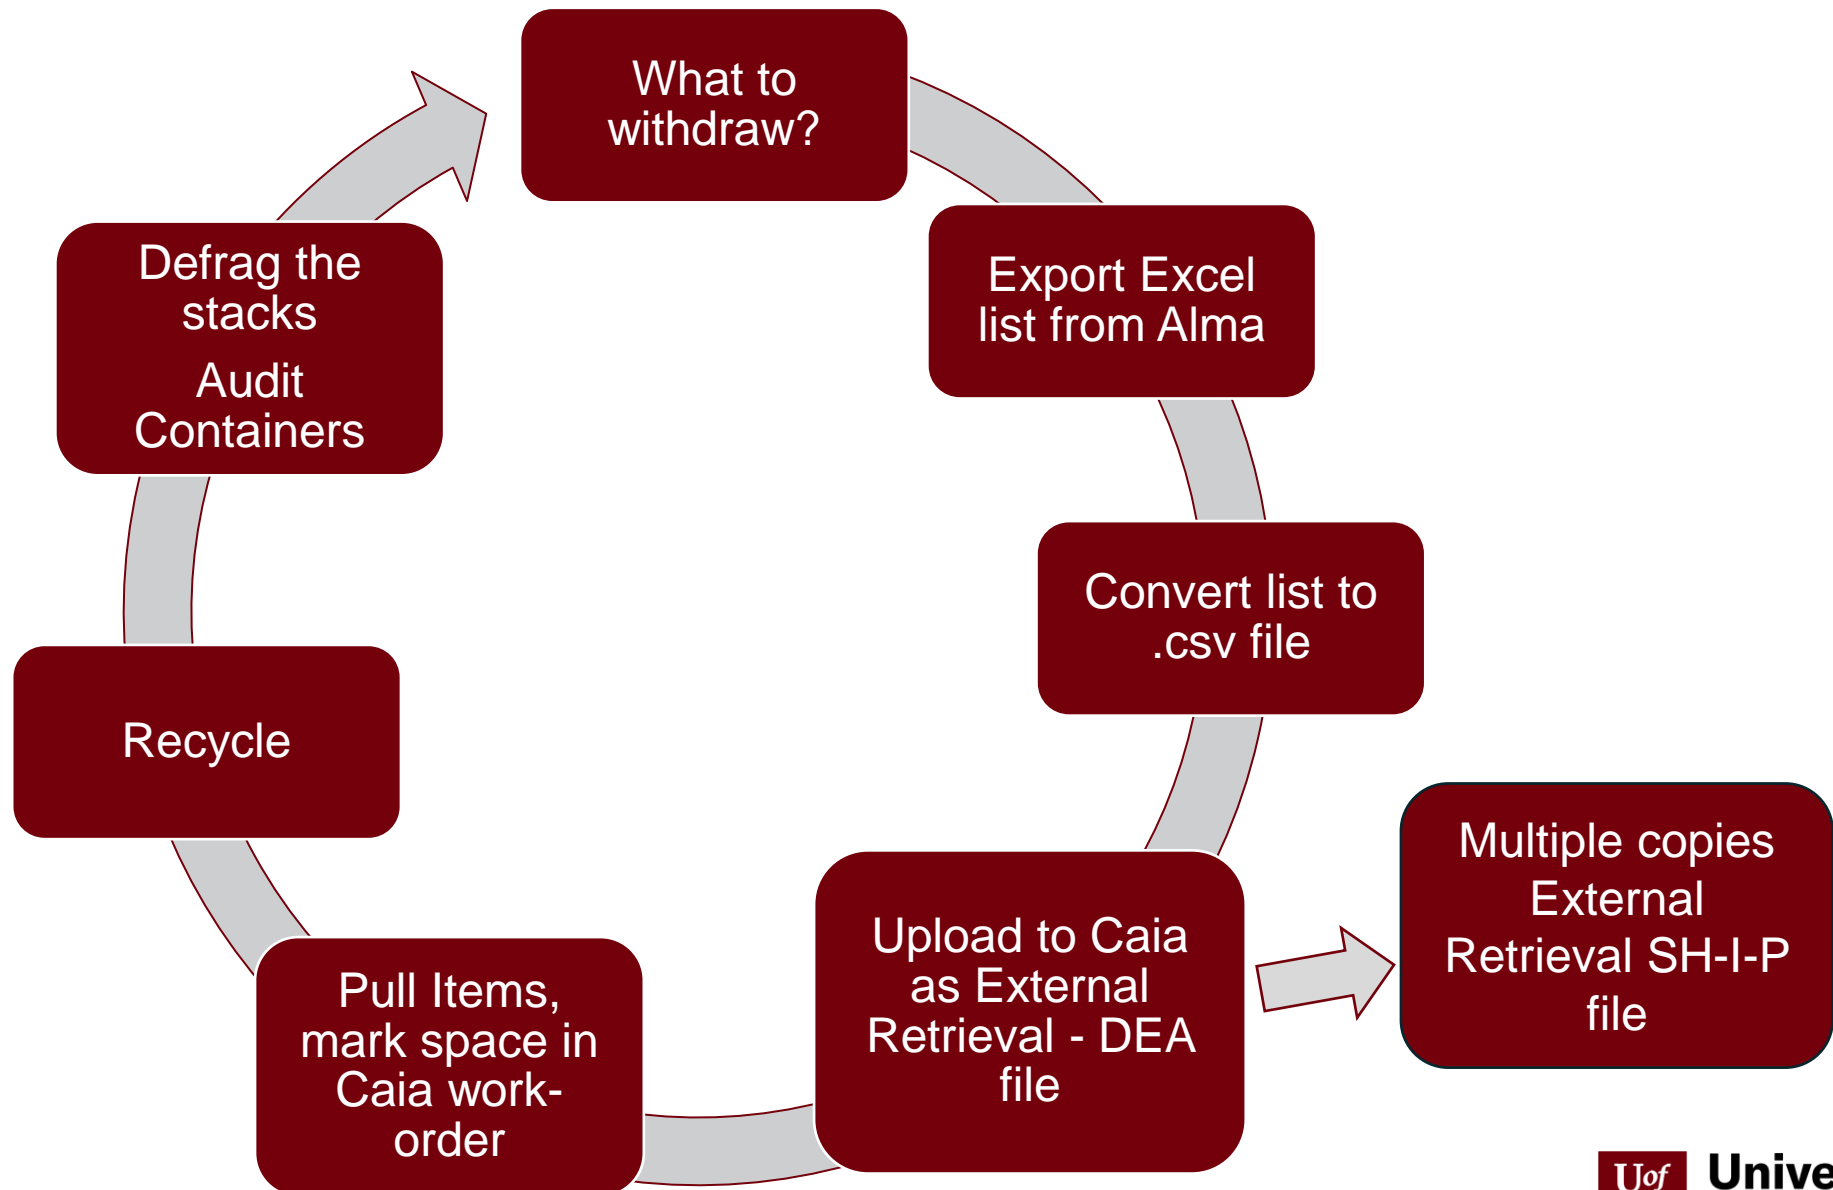 What to
withdraw?
Export Excel
list from Alma
Convert list to
.csv file
Upload to Caia
as External
Retrieval - DEA
file
Multiple copies
External
Retrieval SH-I-P
file
Pull Items,
mark space in
Caia work-
order
Recycle
Defrag the
stacks
Audit
Containers
Uof
Unive